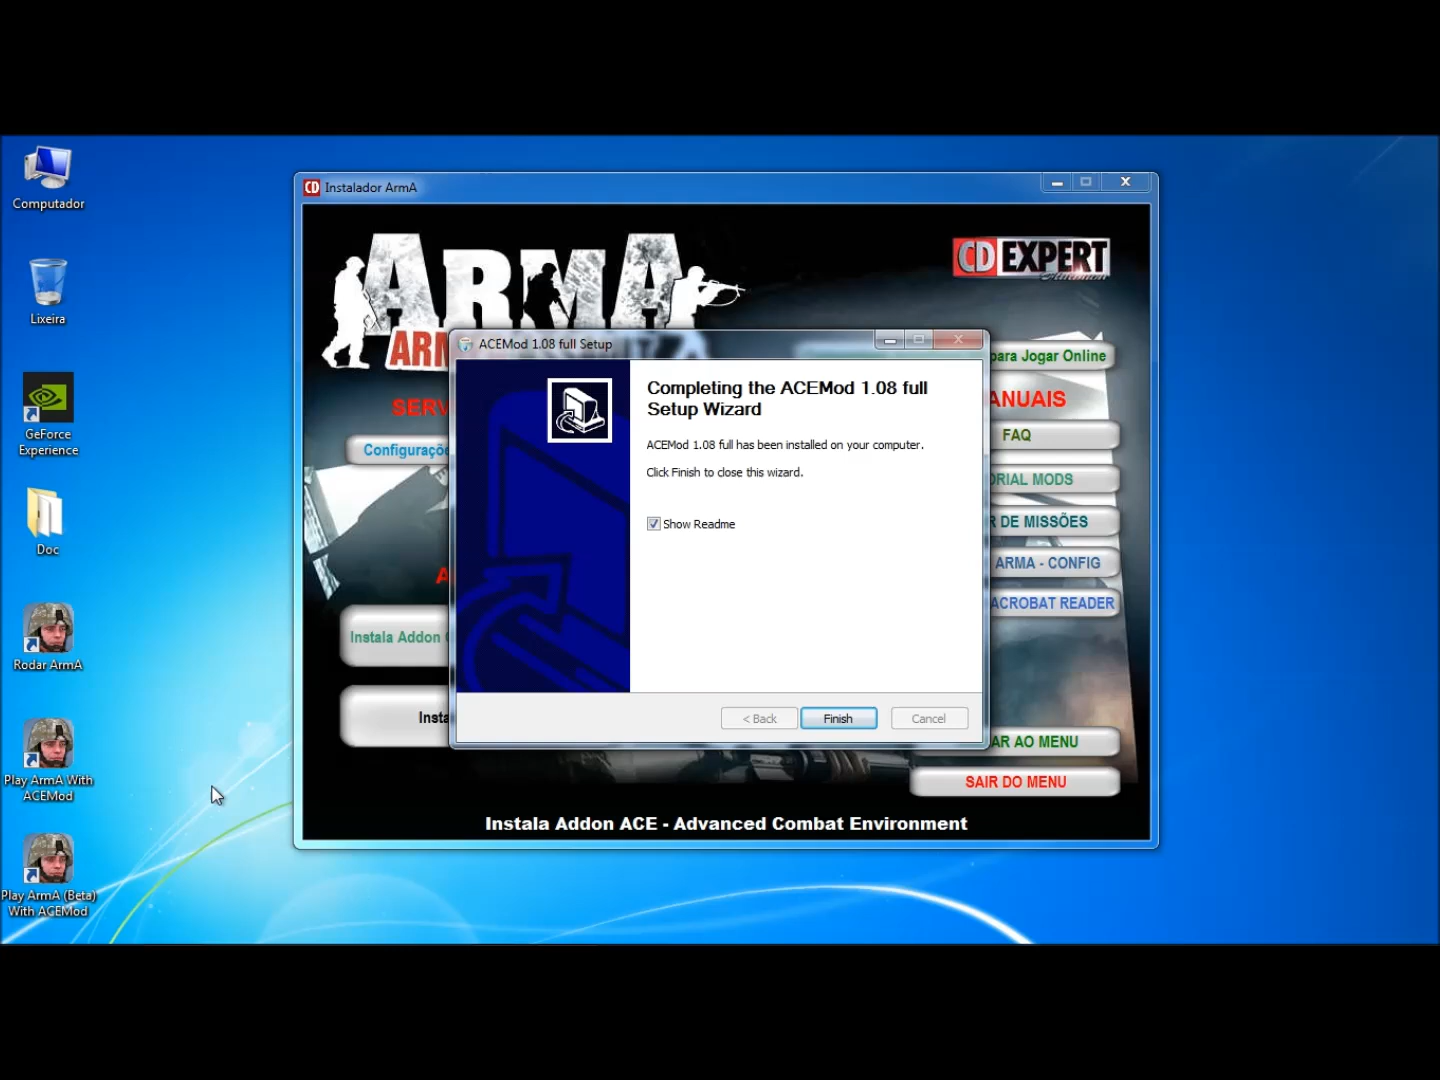 Computador
Lixeira
GeForce
Experience
Doc
Rodar ArmA
Play ArmA With
ACEMod
Play ArmA (Beta)
With ACEMod
CD Instalador ArmA
ARMA
ARM
CD EXPERT
SERV
Configuraçõ
A
Instala Addon
Insta
ACEMod 1.08 full Setup
Completing the ACEMod 1.08 full
Setup Wizard
ACEMod 1.08 full has been installed on your computer.
Click Finish to close this wizard.
Show Readme
< Back
Finish
Cancel
para Jogar Online
ANUAIS
FAQ
ORIAL MODS
R DE MISSÕES
ARMA - CONFIG
ACROBAT READER
AR AO MENU
SAIR DO MENU
Instala Addon ACE - Advanced Combat Environment